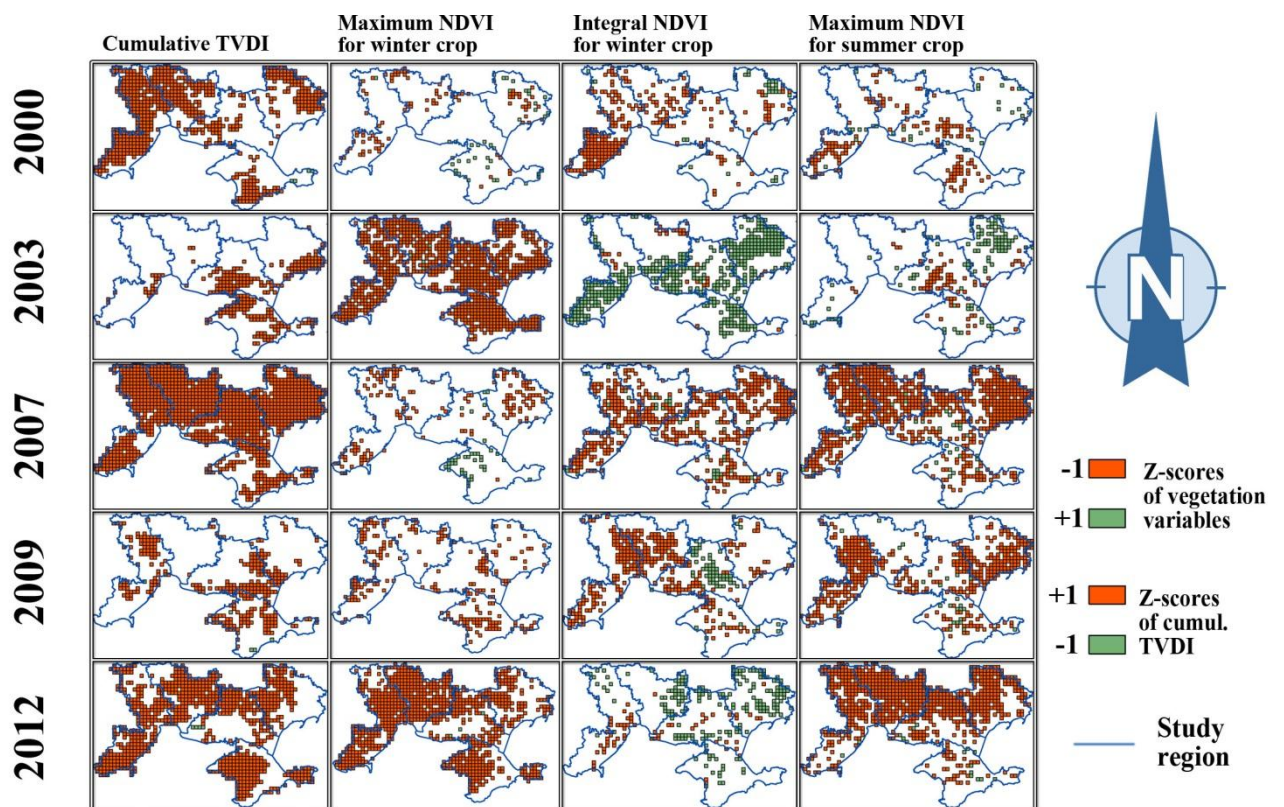 Cumulative TVDI
Maximum NDVI
for winter crop
Integral NDVI
for winter crop
Maximum NDVI
for summer crop
2000
2003
2007
2009
2012
N
-1 Z-scores
of vegetation
+1 variables
+1 Z-scores
of cumul.
-1 TVDI
Study
region